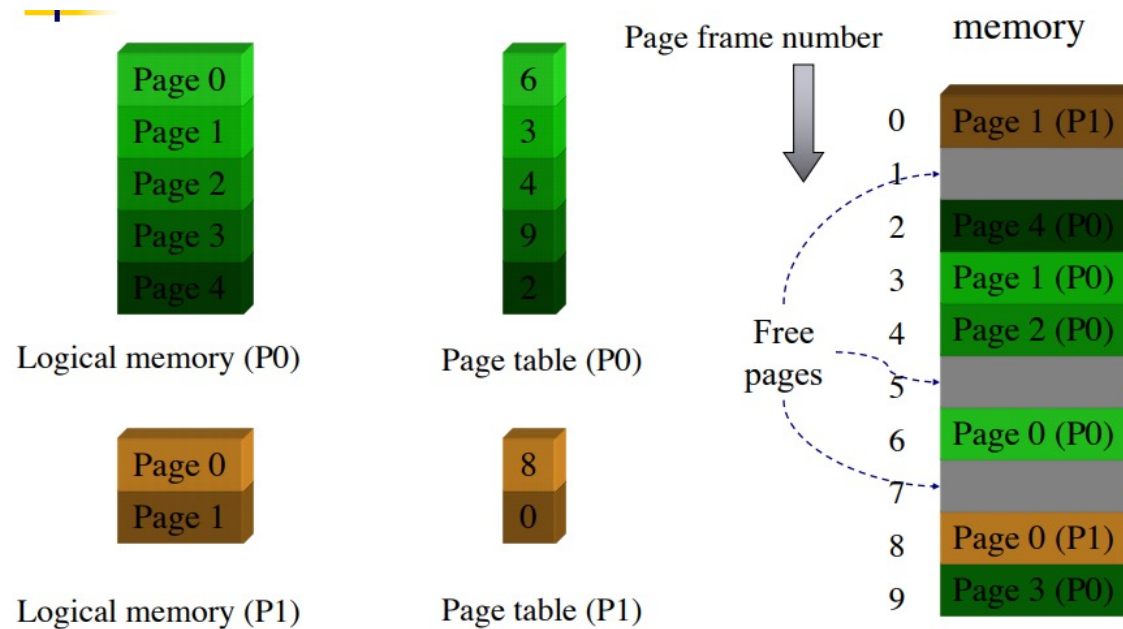 Page 0
Page 1
Page 2
Page 3
Page 4
Logical memory (P0)
6
3
4
9
2
Page table (P0)
Page 0
Page 1
Logical memory (P1)
8
0
Page table (P1)
Page frame number
memory
0 Page 1 (P1)
1
2 Page 4 (P0)
3 Page 1 (P0)
4 Page 2 (P0)
5
6 Page 0 (P0)
7
8 Page 0 (P1)
9 Page 3 (P0)
Free
pages